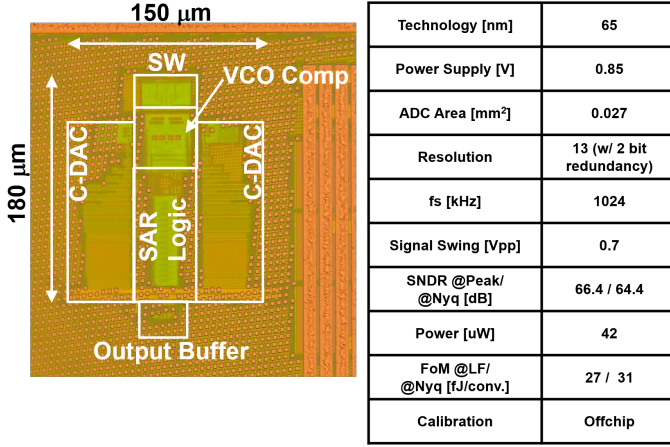 150 μm
SW
VCO Comp
C-DAC
C-DAC
180 μm
SAR
Logic
Output Buffer
Technology [nm] 65
Power Supply [V] 0.85
ADC Area [mm²] 0.027
Resolution 13 (w/ 2 bit
redundancy)
fs [kHz] 1024
Signal Swing [Vpp] 0.7
SNDR @Peak/
@Nyq [dB] 66.4 / 64.4
Power [uW] 42
FoM @LF/
@Nyq [fJ/conv.] 27 / 31
Calibration Offchip